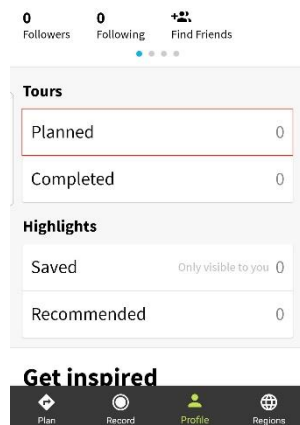 0 0
Followers Following Find Friends
Tours
Planned 0
Completed 0
Highlights
Saved Only visible to you 0
Recommended 0
Get inspired
Plan Record Profile Regions